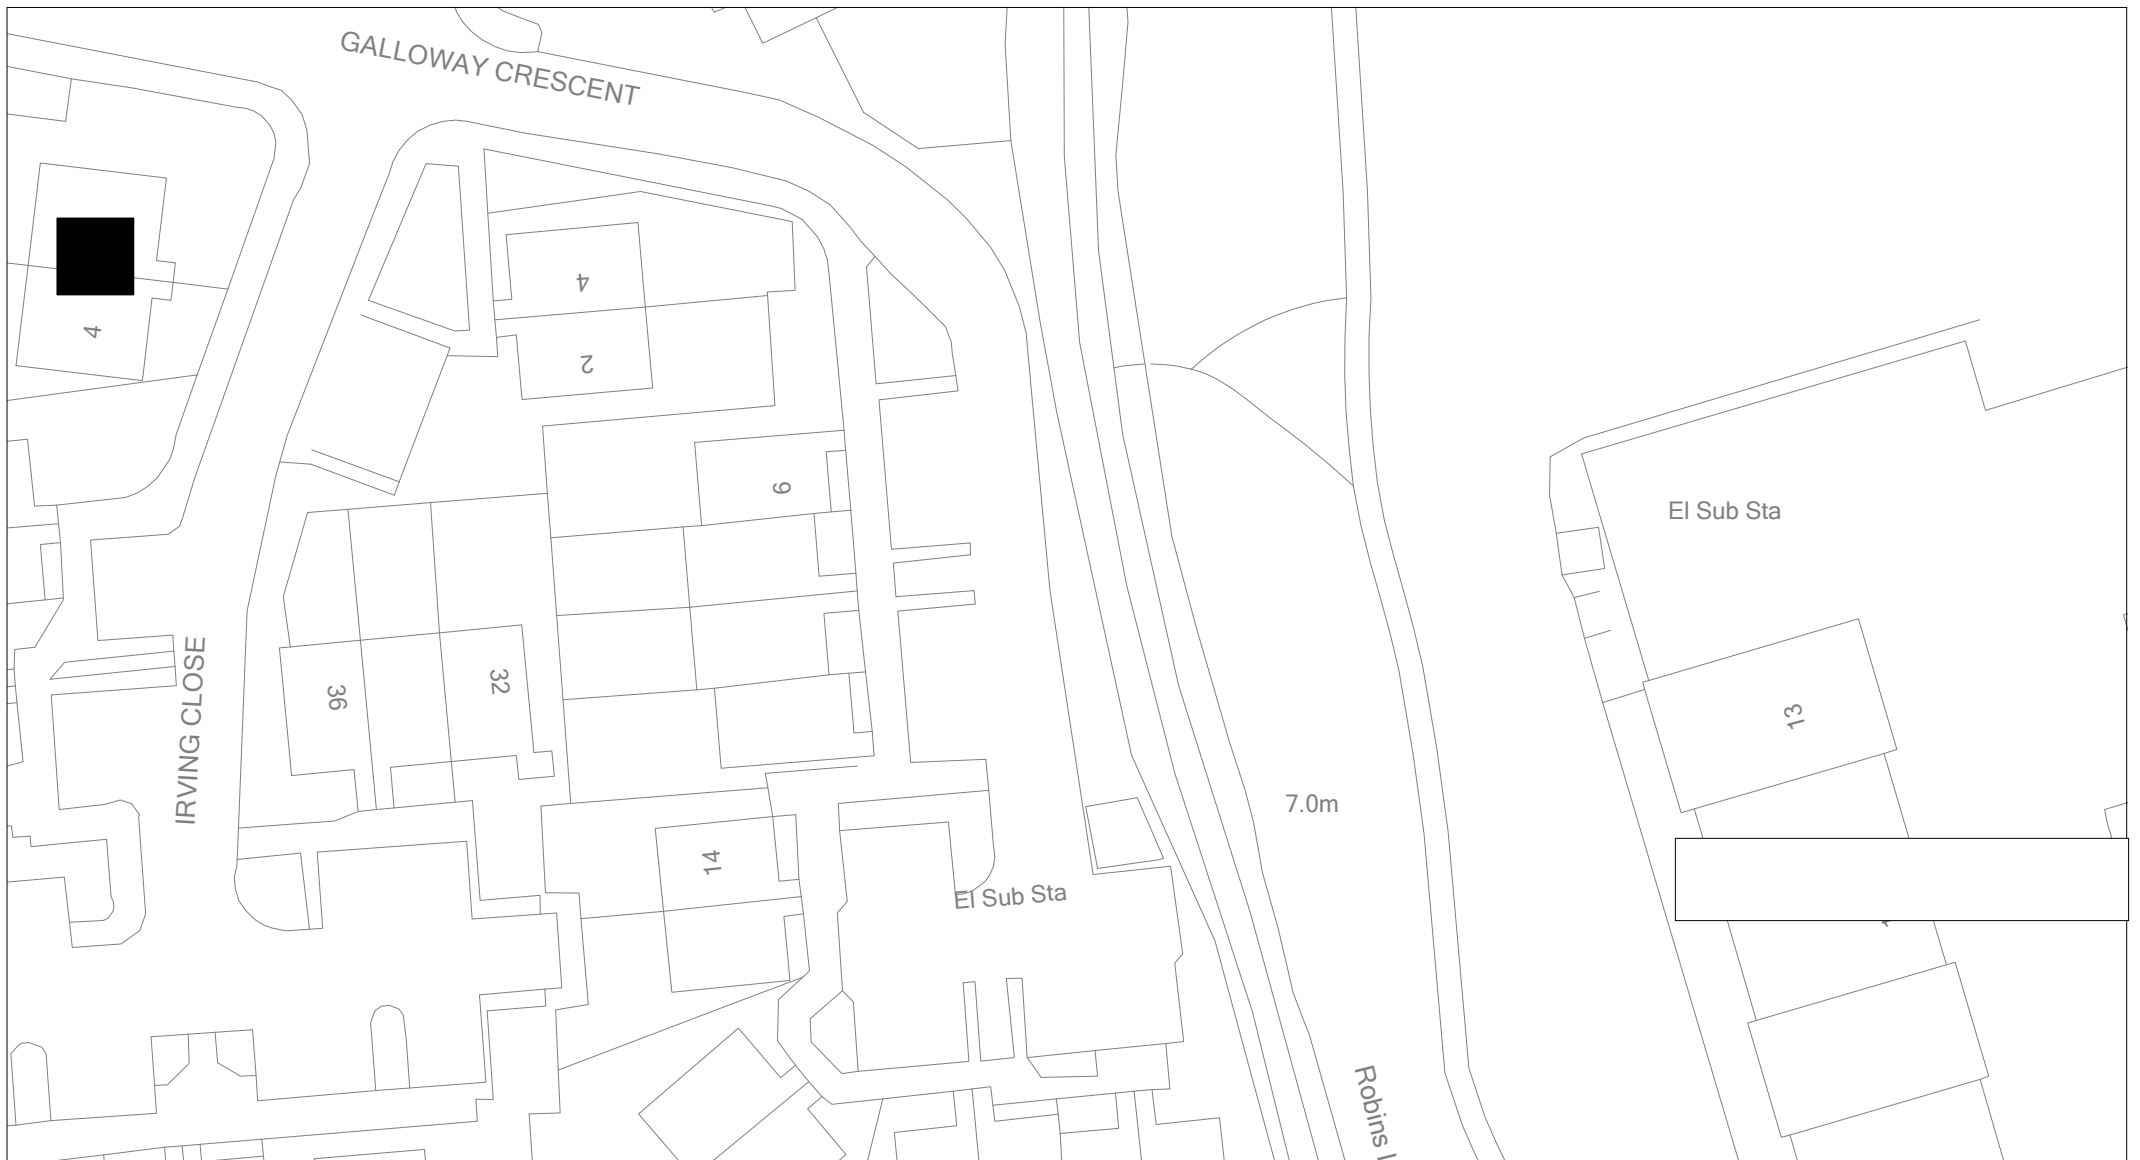 GALLOWAY CRESCENT
4
4
2
6
El Sub Sta
36
32
IRVING CLOSE
13
7.0m
14
El Sub Sta
Robins